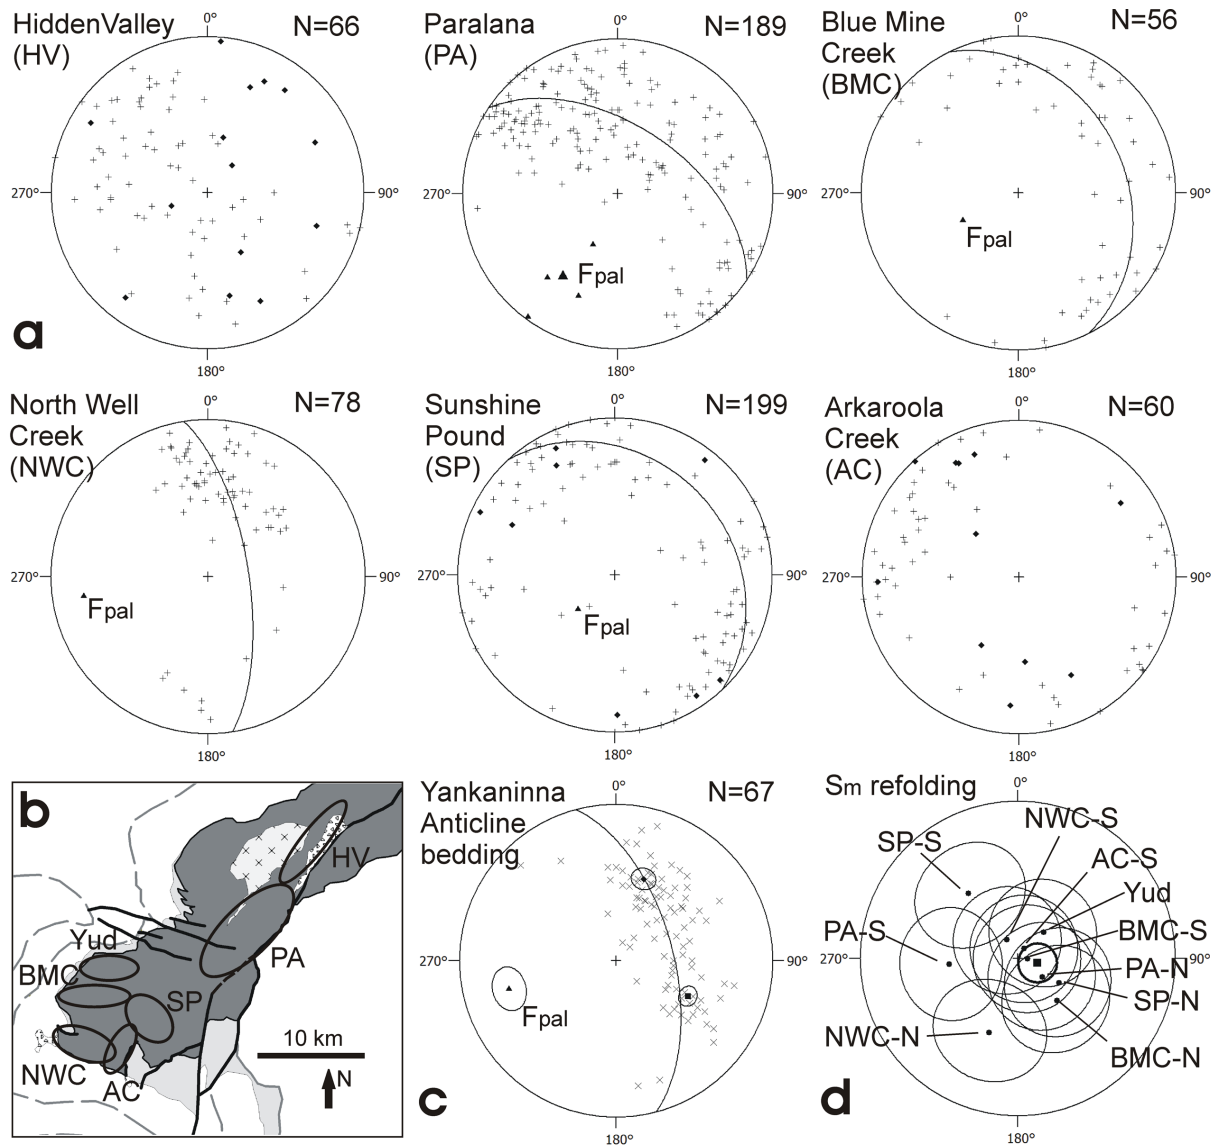 HiddenValley
(HV)
N=66
0°
270°
90°
180°
a
Paralana
(PA)
N=189
0°
270°
90°
180°
Fpal
Blue Mine
Creek
(BMC)
N=56
0°
270°
90°
180°
Fpal
North Well
Creek
(NWC)
N=78
0°
270°
90°
180°
Fpal
Sunshine
Pound
(SP)
N=199
0°
270°
90°
180°
Fpal
Arkaroola
Creek
(AC)
N=60
0°
270°
90°
180°
b
HV
Yud
PA
BMC
SP
NWC
AC
10 km
N
Yankaninna
Anticline
bedding
N=67
0°
270°
90°
180°
Fpal
c
Sm refolding
0°
NWC-S
SP-S
AC-S
Yud
PA-S
BMC-S
270°
90°
PA-N
SP-N
NWC-N
BMC-N
d
180°